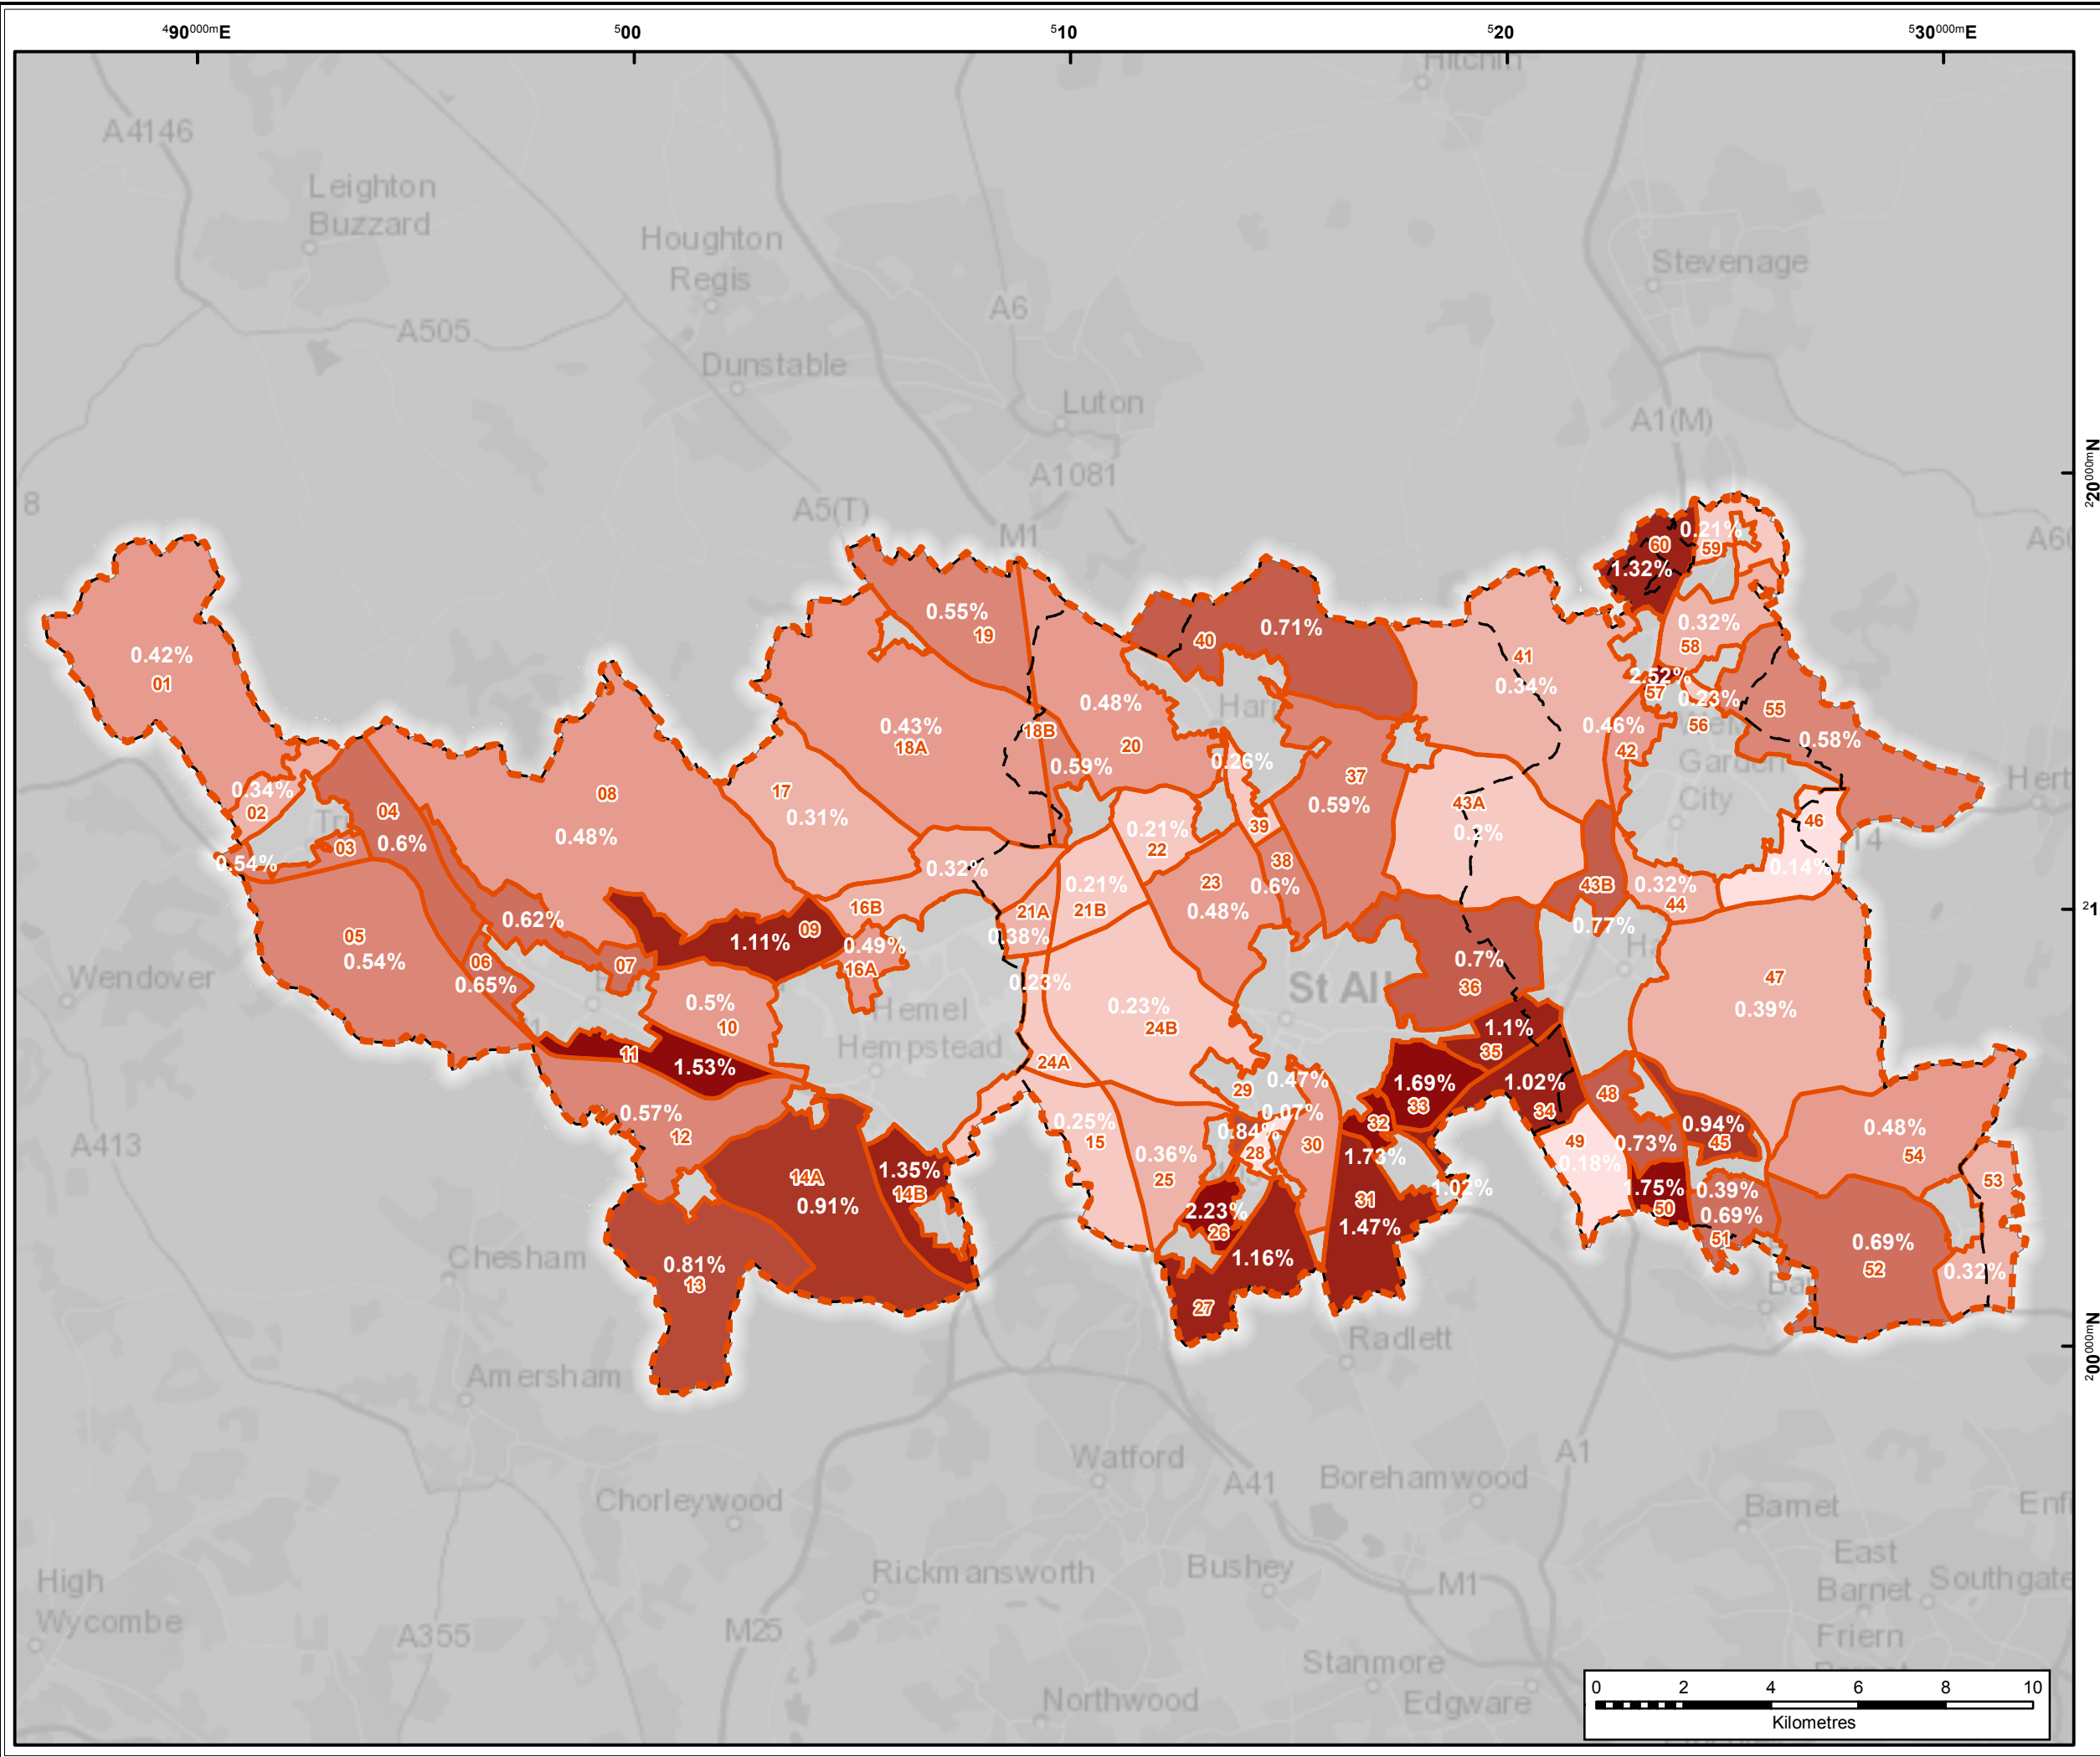 490000mE
500
510
520
530000mE
Hitchin
A4146
Leighton
Buzzard
Houghton
Regis
Stevenage
A6
A505
Dunstable
Luton
A1(M)
A1081
220000mN
8
A5(T)
M1
A60
60
0.21%
59
1.32%
0.55%
19
0.32%
0.71%
40
58
0.42%
01
41
0.34%
2.52%
57
0.23%
56
0.48%
0.43%
18A
18B
20
0.46%
42
55
0.58%
Garden
City
Hert
0.59%
0.26%
37
0.59%
0.34%
02
08
17
0.31%
04
0.6%
03
0.48%
0.54%
0.21%
22
39
43A
0.2%
46
14
0.14%
0.32%
38
0.6%
23
0.48%
43B
0.77%
0.32%
44
21
0.21%
21B
21A
0.38%
16B
0.49%
16A
09
1.11%
0.62%
07
05
0.54%
06
0.65%
Wendover
St Al
0.7%
36
47
0.39%
0.23%
0.23%
24B
0.5%
10
Hemel
Hempstead
1.1%
35
11
1.53%
24A
29
0.47%
1.69%
33
1.02%
34
48
0.57%
12
0.25%
15
0.07%
0.84%
28
30
32
0.94%
45
0.48%
54
A413
49
0.18%
0.73%
0.36%
25
1.73%
1.35%
14B
14A
0.91%
53
1.02%
1.75%
50
0.39%
0.69%
51
31
1.47%
2.23%
26
1.16%
0.69%
52
0.32%
Chesham
0.81%
13
27
Radlett
200000mN
Amersham
Watford
A41
Borehamwood
A1
Chorleywood
Barnet
Enf
East
Barnet
Southgate
High
Wycombe
Rickmansworth
Bushey
M1
A355
M25
Friern
Stanmore
Edgware
Northwood
0
2
4
6
8
10
Kilometres